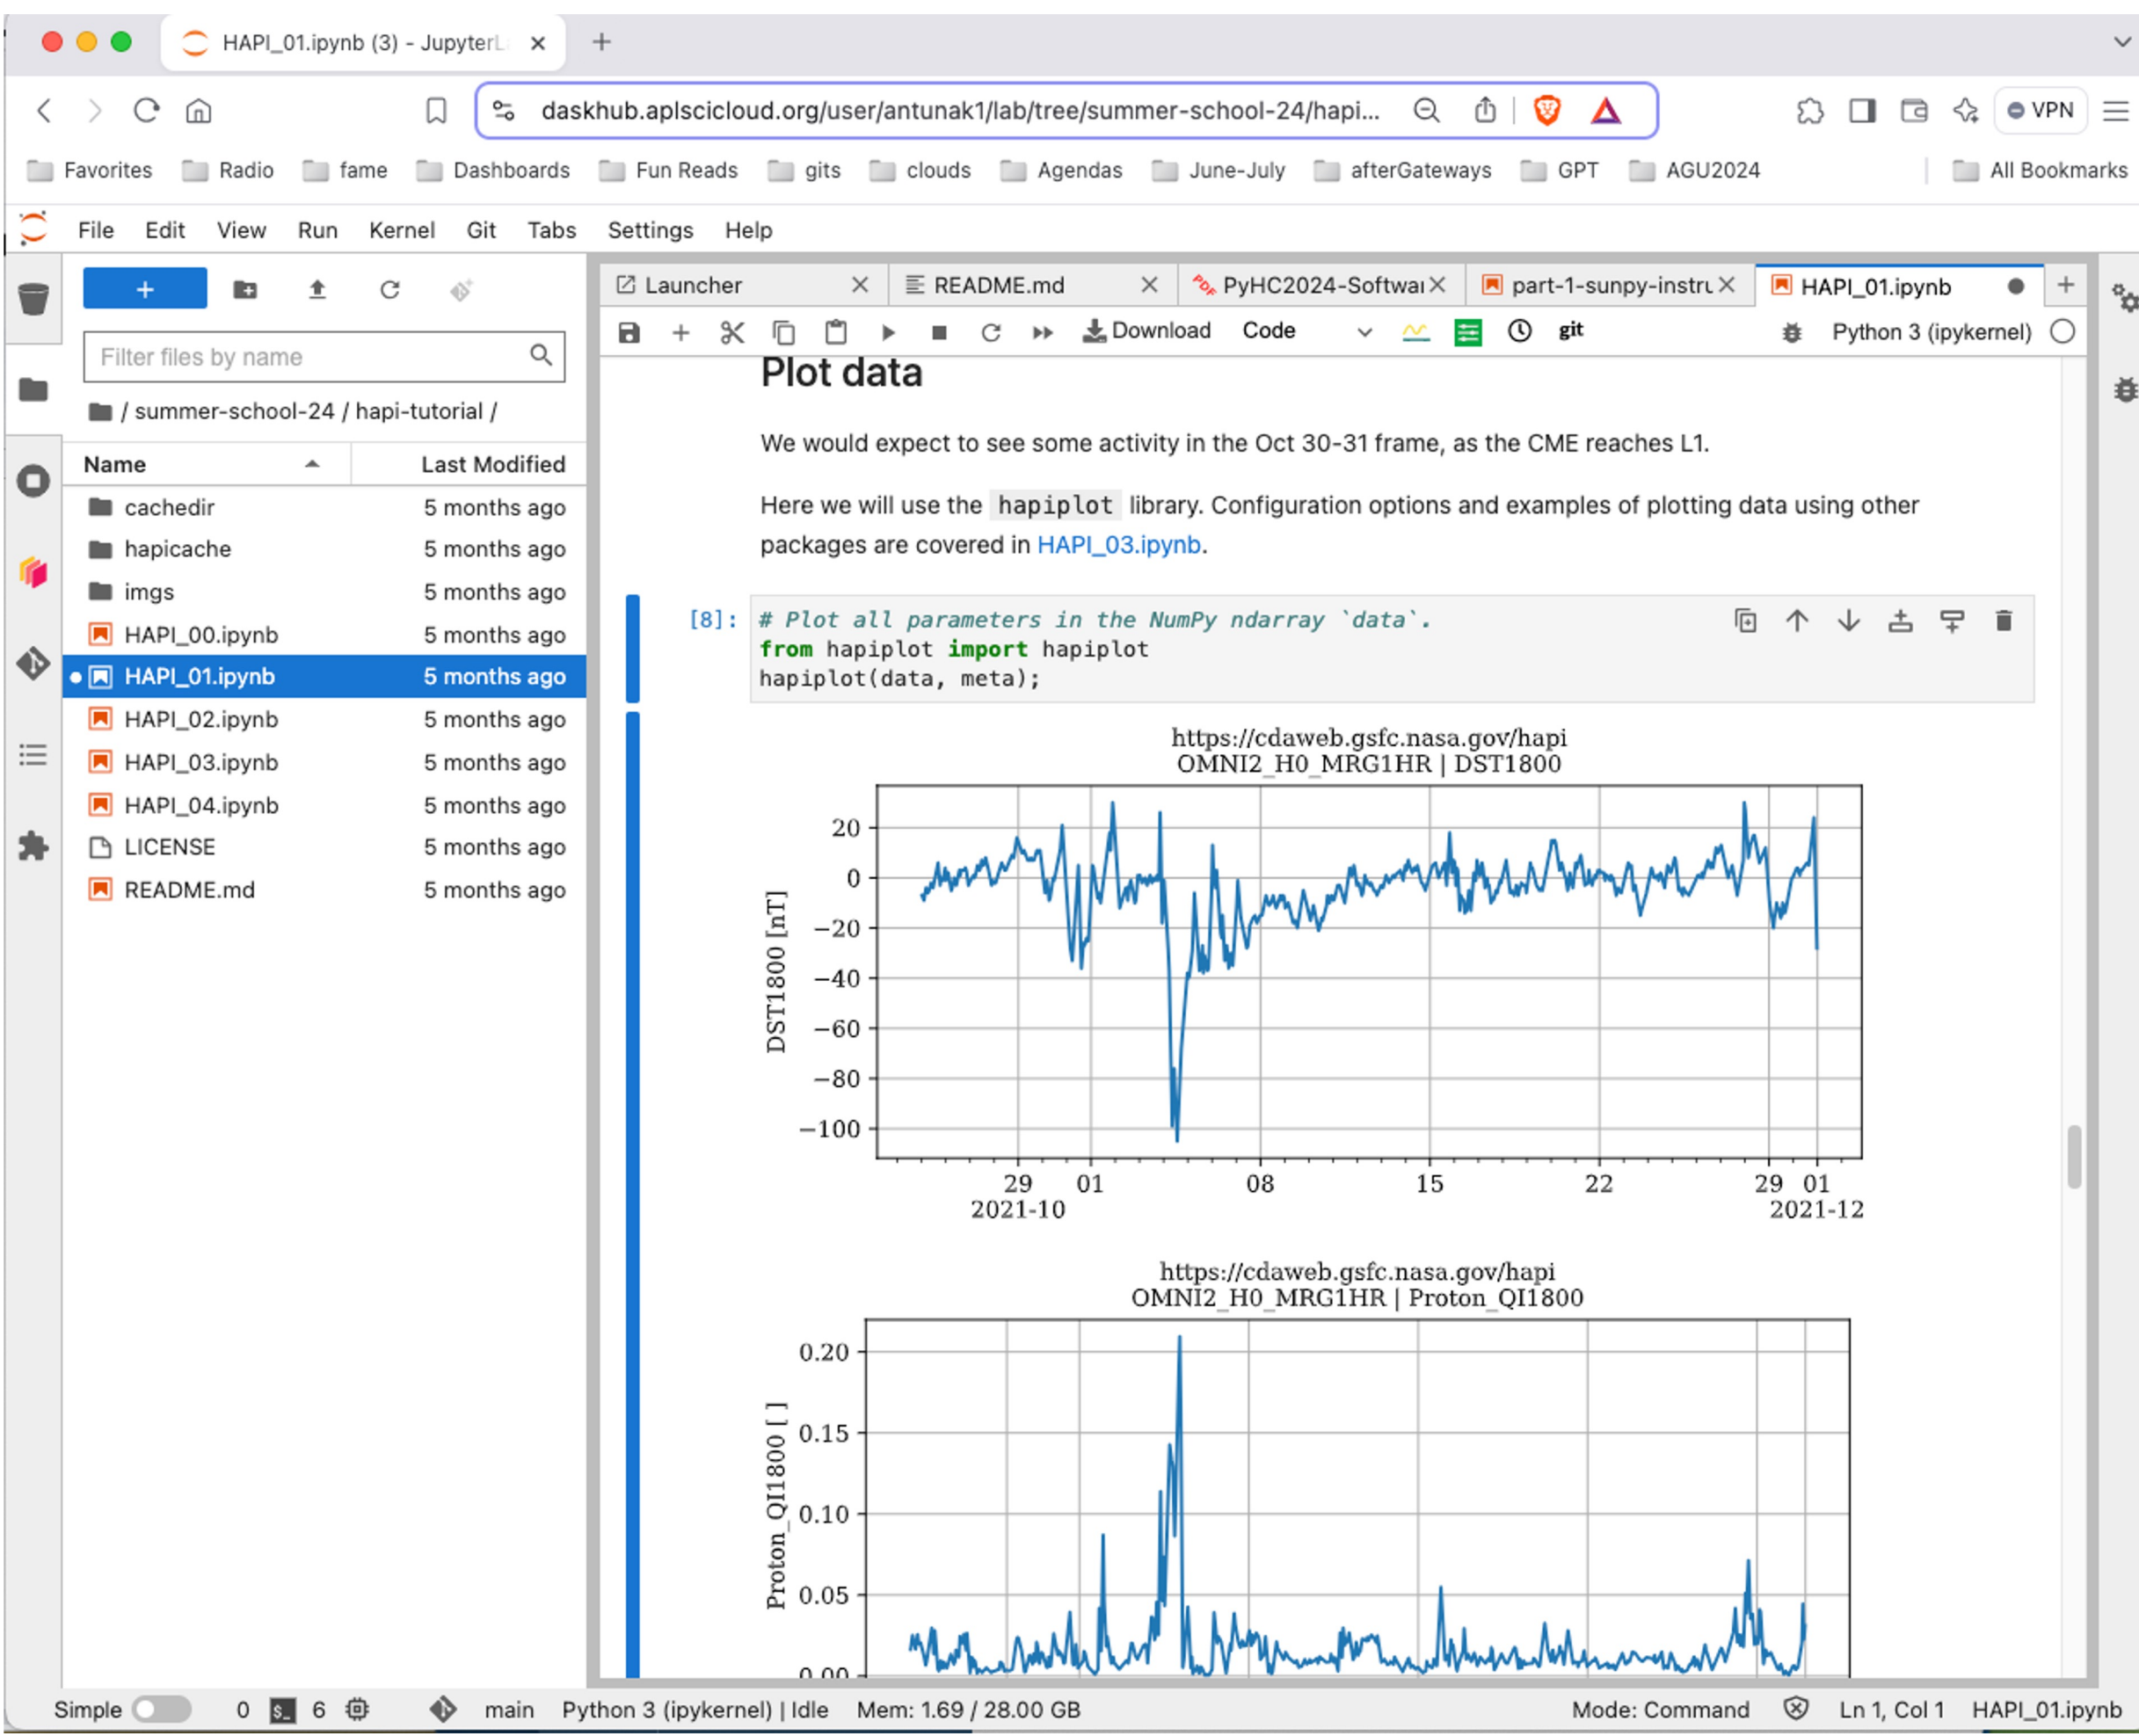 HAPI_01.ipynb (3) - JupyterL
daskhub.aplscicloud.org/user/antunak1/lab/tree/summer-school-24/hapi...
VPN
Favorites Radio fame Dashboards Fun Reads gits clouds Agendas June-July afterGateways GPT AGU2024 All Bookmarks
File Edit View Run Kernel Git Tabs Settings Help
+
Filter files by name
/ summer-school-24 / hapi-tutorial /
Name Last Modified
cachedir 5 months ago
hapicache 5 months ago
imgs 5 months ago
HAPI_00.ipynb 5 months ago
HAPI_01.ipynb 5 months ago
HAPI_02.ipynb 5 months ago
HAPI_03.ipynb 5 months ago
HAPI_04.ipynb 5 months ago
LICENSE 5 months ago
README.md 5 months ago
Launcher README.md PDF PyHC2024-Softwar part-1-sunpy-instru HAPI_01.ipynb
Download Code git Python 3 (ipykernel)
Plot data
We would expect to see some activity in the Oct 30-31 frame, as the CME reaches L1.
Here we will use the hapiplot library. Configuration options and examples of plotting data using other
packages are covered in HAPI_03.ipynb.
[8]: # Plot all parameters in the NumPy ndarray `data`.
from hapiplot import hapiplot
hapiplot(data, meta);
https://cdaweb.gsfc.nasa.gov/hapi
OMNI2_H0_MRG1HR | DST1800
DST1800 [nT]
20
0
−20
−40
−60
−80
−100
29 01 08 15 22 29 01
2021-10 2021-12
https://cdaweb.gsfc.nasa.gov/hapi
OMNI2_H0_MRG1HR | Proton_QI1800
Proton_QI1800 [ ]
0.20
0.15
0.10
0.05
0.00
Simple 0 $_ 6 main Python 3 (ipykernel) | Idle Mem: 1.69 / 28.00 GB Mode: Command Ln 1, Col 1 HAPI_01.ipynb